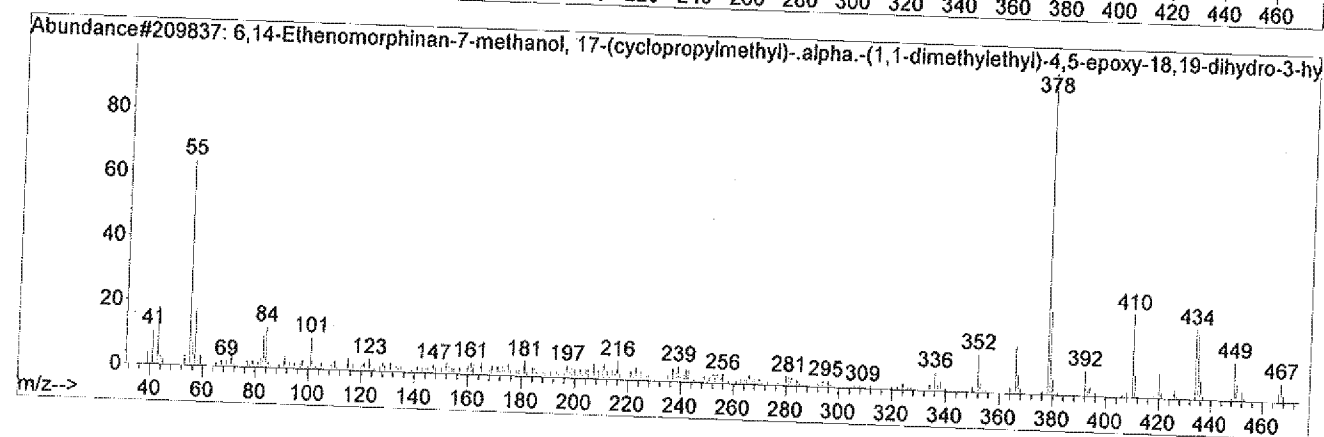 220 240 260 280 300 320 340 360 380 400 420 440 460
Abundance#209837: 6,14-Ethenomorphinan-7-methanol, 17-(cyclopropylmethyl)-.alpha.-(1,1-dimethylethyl)-4,5-epoxy-18,19-dihydro-3-hy
378
80
55
60
40
20
41 69 84 101 123 147 161 181 197 216 239 256 281 295 309 336 352 392 410 434 449 467
0
m/z--> 40 60 80 100 120 140 160 180 200 220 240 260 280 300 320 340 360 380 400 420 440 460